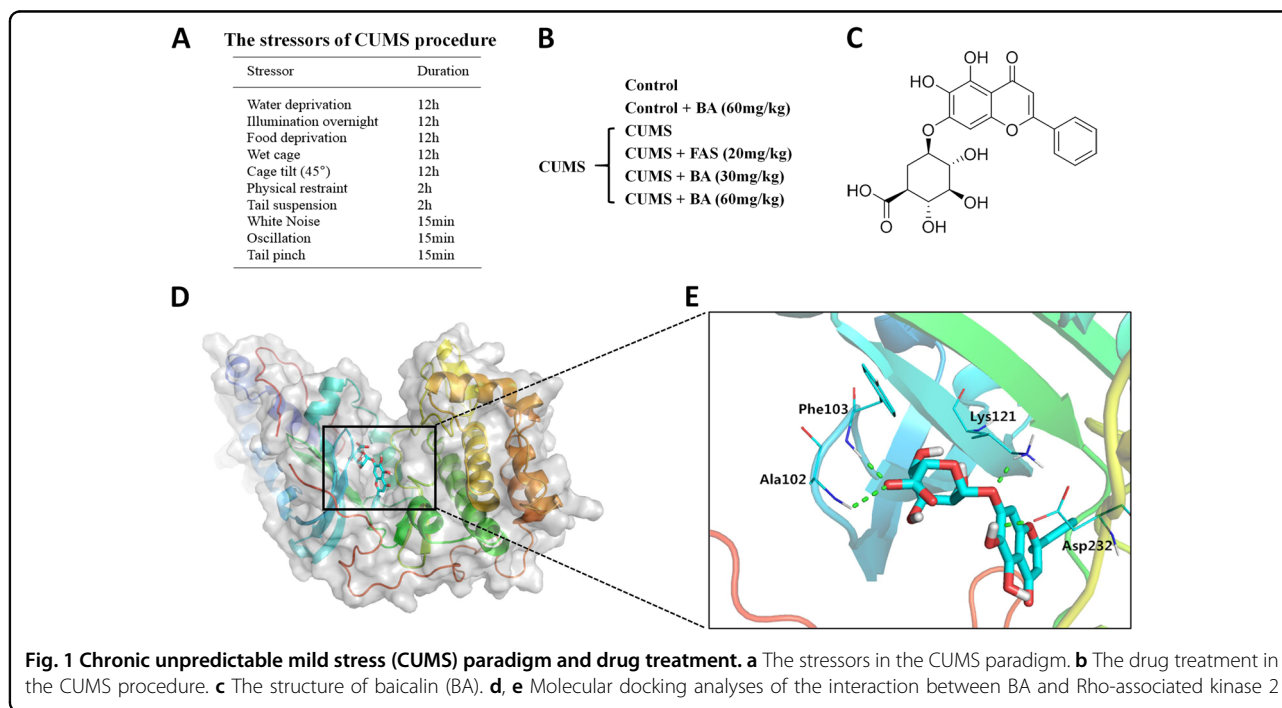 A
The stressors of CUMS procedure
Stressor Duration
Water deprivation 12h
Illumination overnight 12h
Food deprivation 12h
Wet cage 12h
Cage tilt (45°) 12h
Physical restraint 2h
Tail suspension 2h
White Noise 15min
Oscillation 15min
Tail pinch 15min
B
Control
Control + BA (60mg/kg)
CUMS
CUMS
CUMS + FAS (20mg/kg)
CUMS + BA (30mg/kg)
CUMS + BA (60mg/kg)
C
OH
O
HO
O
O
OH
HO
OH
O
OH
D
E
Phe103
Lys121
Ala102
Asp232
Fig. 1 Chronic unpredictable mild stress (CUMS) paradigm and drug treatment. a The stressors in the CUMS paradigm. b The drug treatment in
the CUMS procedure. c The structure of baicalin (BA). d, e Molecular docking analyses of the interaction between BA and Rho-associated kinase 2